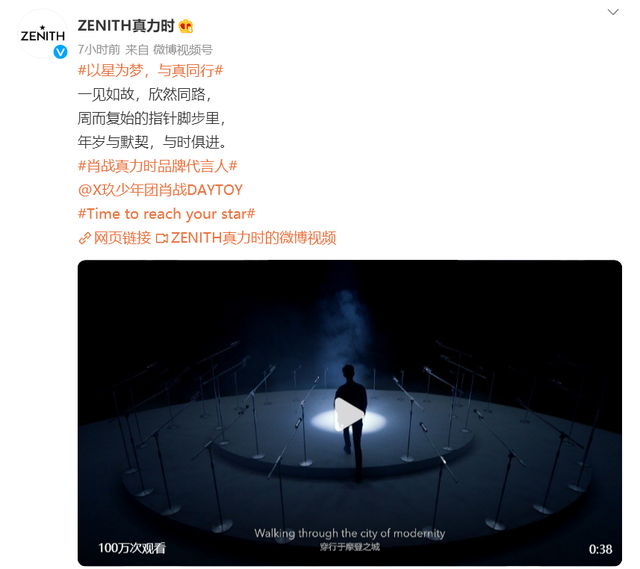 ZENITH
ZENITH真力时
7小时前 来自 微博视频号
#以星为梦，与真同行#
一见如故，欣然同路，
周而复始的指针脚步里，
年岁与默契，与时俱进。
#肖战真力时品牌代言人#
@X玖少年团肖战DAYTOY
#Time to reach your star#
网页链接 ZENITH真力时的微博视频
Walking through the city of modernity
穿行于摩登之城
100万次观看
0:38